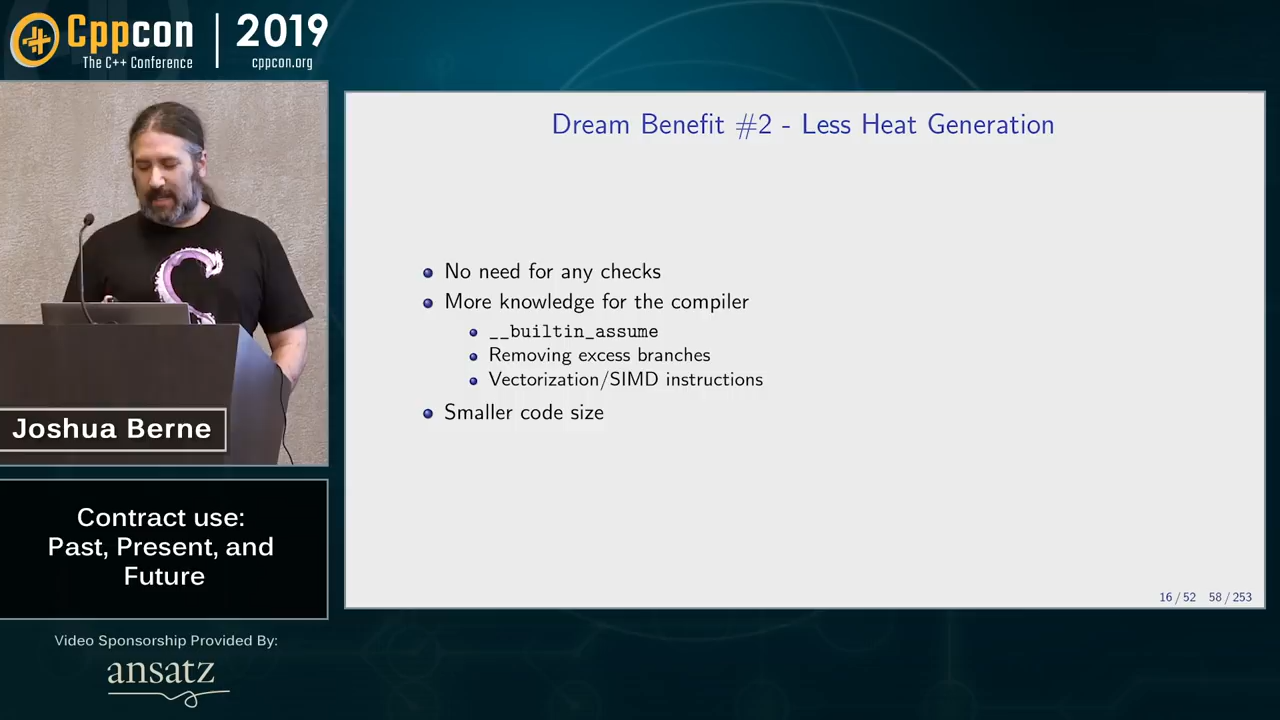 Cppcon
The C++ Conference
2019
cppcon.org
Dream Benefit #2 - Less Heat Generation
No need for any checks
More knowledge for the compiler
__builtin_assume
Removing excess branches
Vectorization/SIMD instructions
Smaller code size
16 / 52 58 / 253
Joshua Berne
Contract use:
Past, Present, and
Future
Video Sponsorship Provided By:
ansatz